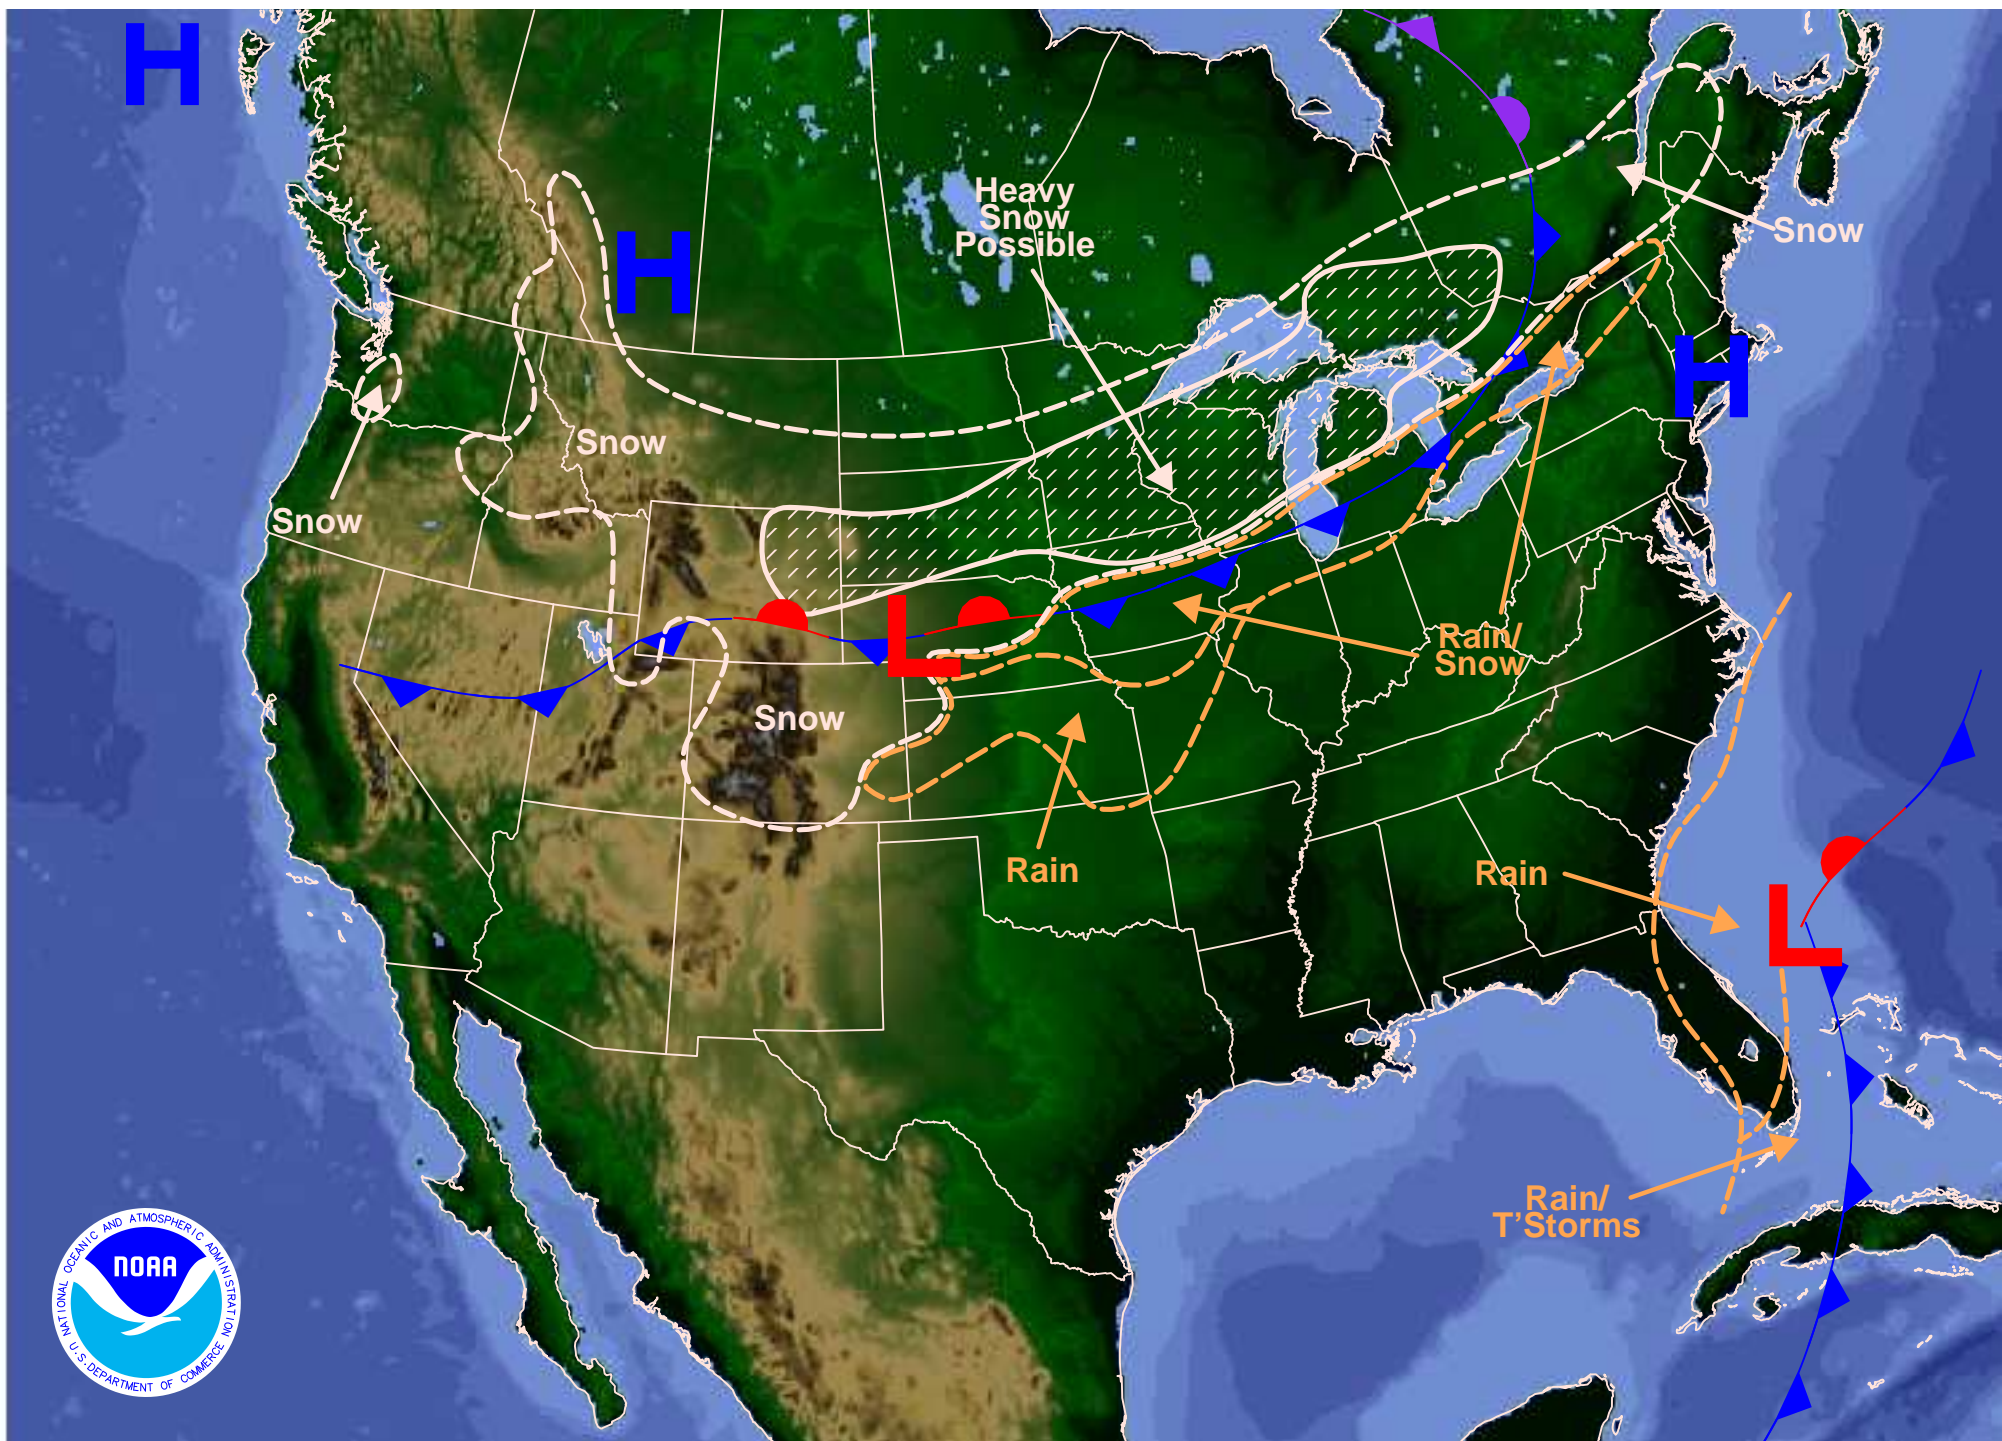 H
Heavy
Snow
Possible
Snow
H
H
Snow
Snow
L
Rain/
Snow
Snow
Rain
Rain
L
Rain/
T'Storms
NATIONAL OCEANIC AND ATMOSPHERIC ADMINISTRATION
NOAA
U.S. DEPARTMENT OF COMMERCE